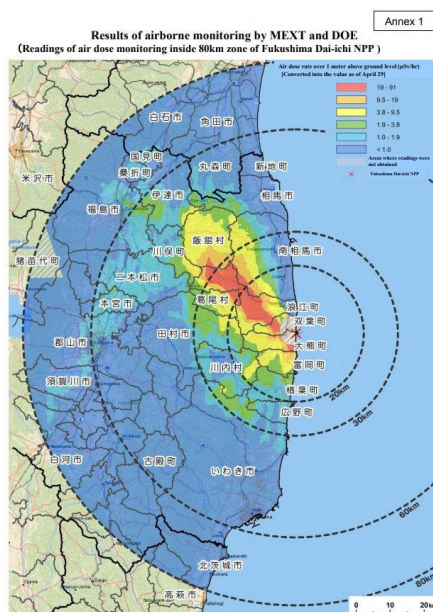 Annex 1
Results of airborne monitoring by MEXT and DOE
（Readings of air dose monitoring inside 80km zone of Fukushima Dai-ichi NPP）
Air dose rate over 1 meter above ground level (μSv/hr)
[Converted into the value as of April 29]
19 - 91
9.5 - 19
3.8 - 9.5
1.9 - 3.8
1.0 - 1.9
< 1.0
Areas where readings were
not obtained
Fukushima Dai-ichi NPP
白石市
角田市
国見町
丸森町
新地町
米沢市
桑折町
伊達市
相馬市
福島市
飯舘村
川俣町
南相馬市
猪苗代町
二本松市
葛尾村
浪江町
本宮市
双葉町
田村市
大熊町
郡山市
富岡町
川内村
須賀川市
楢葉町
20km
広野町
30km
白河市
古殿町
いわき市
60km
北茨城市
80km
高萩市
0
10
20km